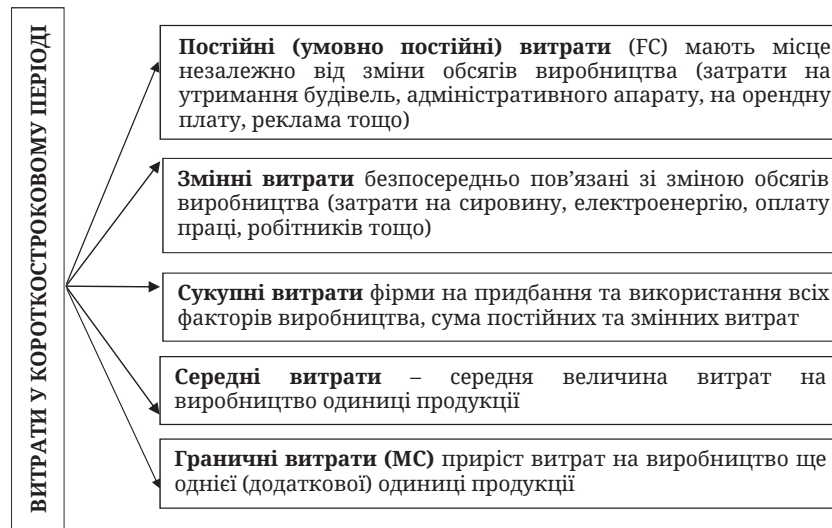 ВИТРАТИ У КОРОТКОСТРОКОВОМУ ПЕРІОДІ
Постійні (умовно постійні) витрати (FC) мають місце
незалежно від зміни обсягів виробництва (затрати на
утримання будівель, адміністративного апарату, на орендну
плату, реклама тощо)
Змінні витрати безпосередньо пов’язані зі зміною обсягів
виробництва (затрати на сировину, електроенергію, оплату
праці, робітників тощо)
Сукупні витрати фірми на придбання та використання всіх
факторів виробництва, сума постійних та змінних витрат
Середні витрати – середня величина витрат на
виробництво одиниці продукції
Граничні витрати (МС) приріст витрат на виробництво ще
однієї (додаткової) одиниці продукції